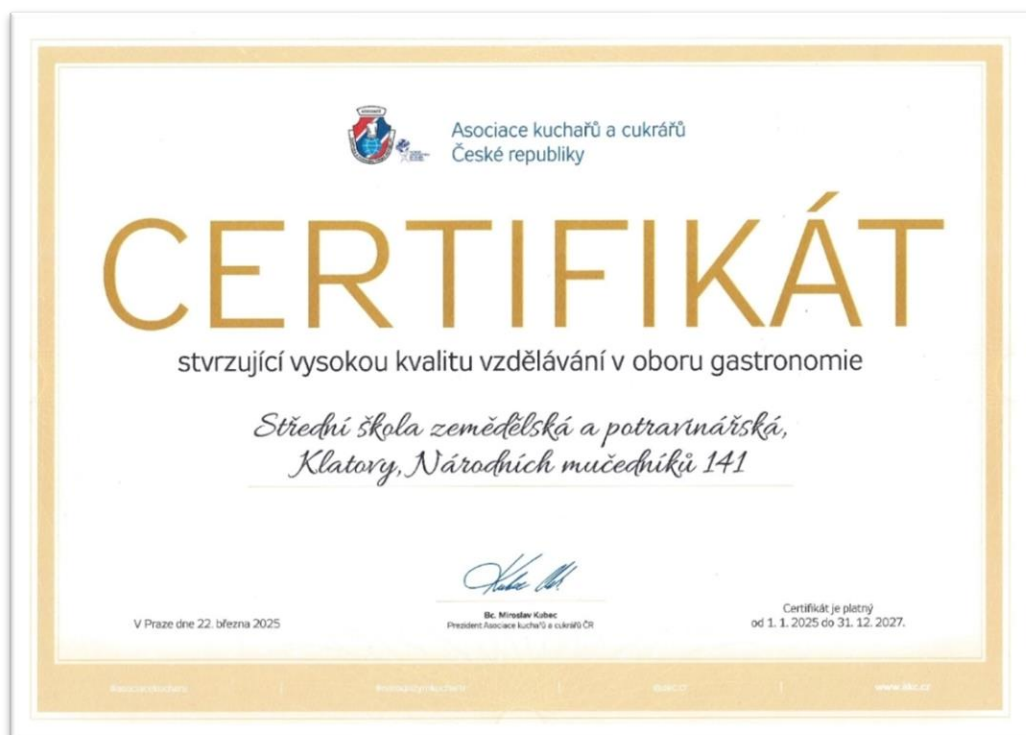 Asociace kuchařů a cukrářů
České republiky
CERTIFIKÁT
stvrzující vysokou kvalitu vzdělávání v oboru gastronomie
Střední škola zemědělská a potravinářská,
Klatovy, Národních mučedníků 141
Bc. Miroslav Kubec
Prezident Asociace kuchařů a cukrářů ČR
V Praze dne 22. března 2025
Certifikát je platný
od 1. 1. 2025 do 31. 12. 2027.
#asociacekucharu
www.akc.cz